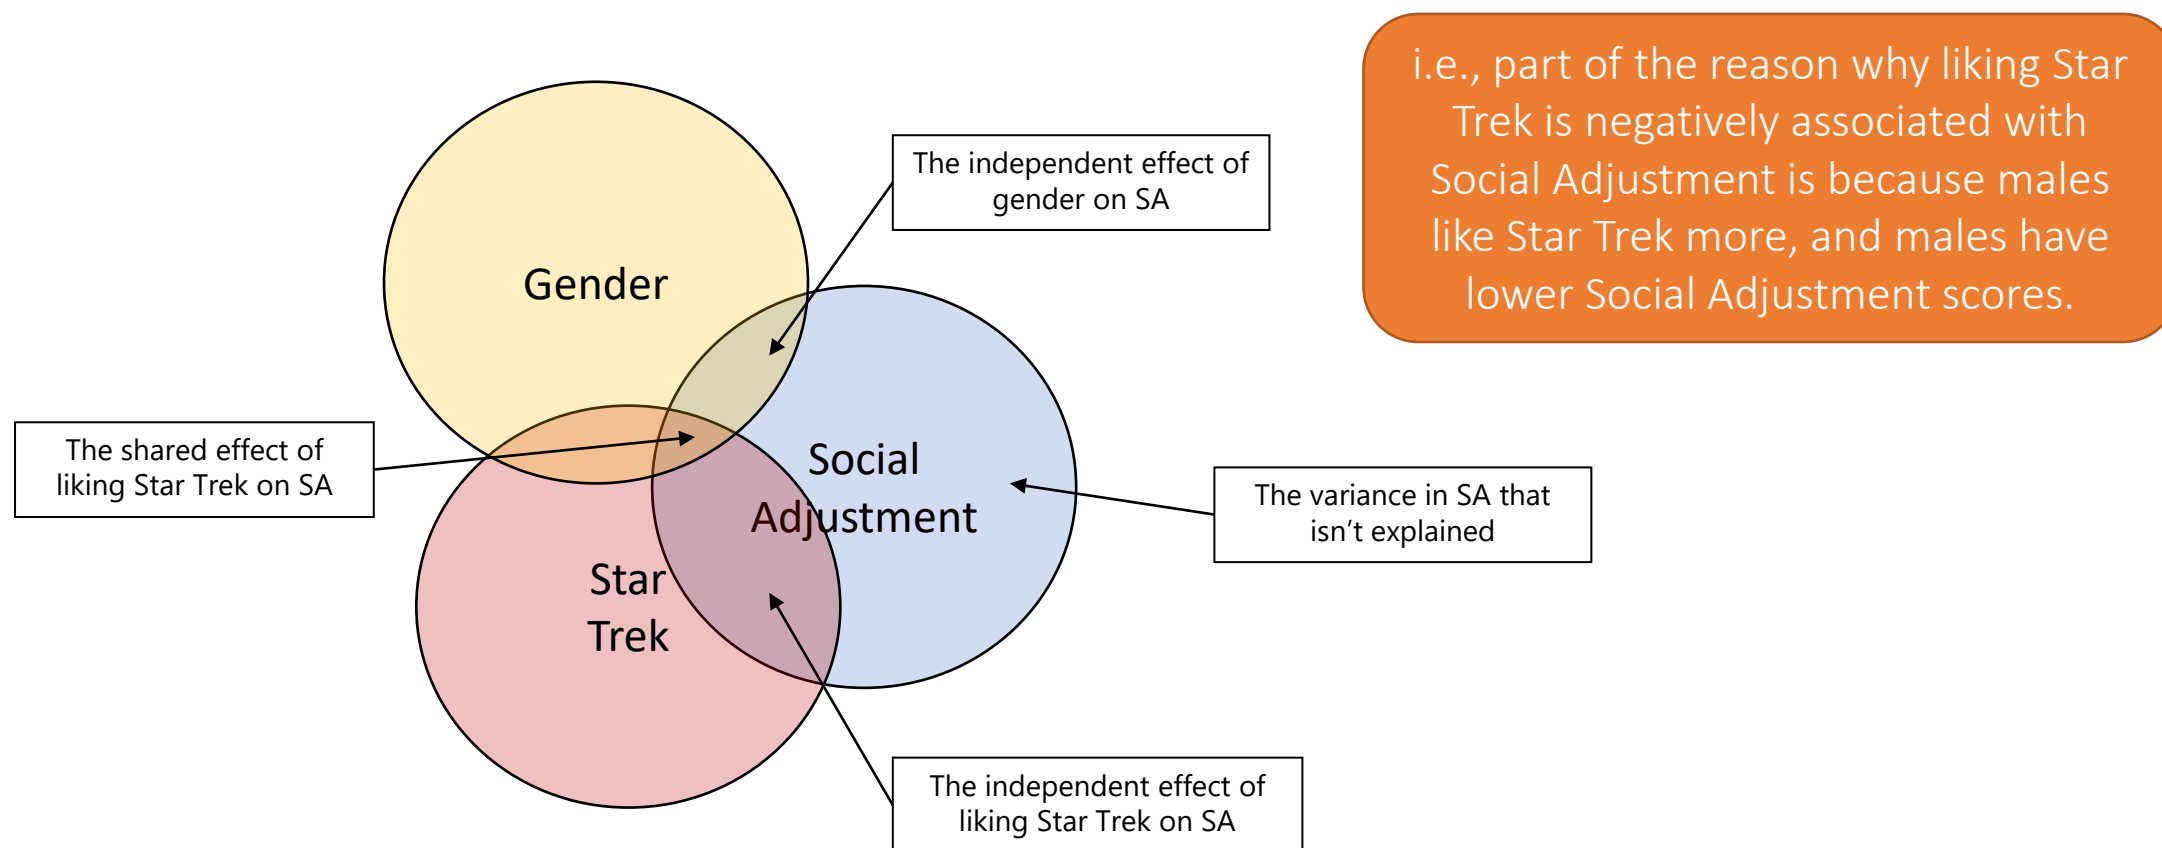 i.e., part of the reason why liking Star
Trek is negatively associated with
Social Adjustment is because males
like Star Trek more, and males have
lower Social Adjustment scores.
The independent effect of
gender on SA
Gender
The shared effect of
liking Star Trek on SA
Social
Adjustment
The variance in SA that
isn’t explained
Star
Trek
The independent effect of
liking Star Trek on SA